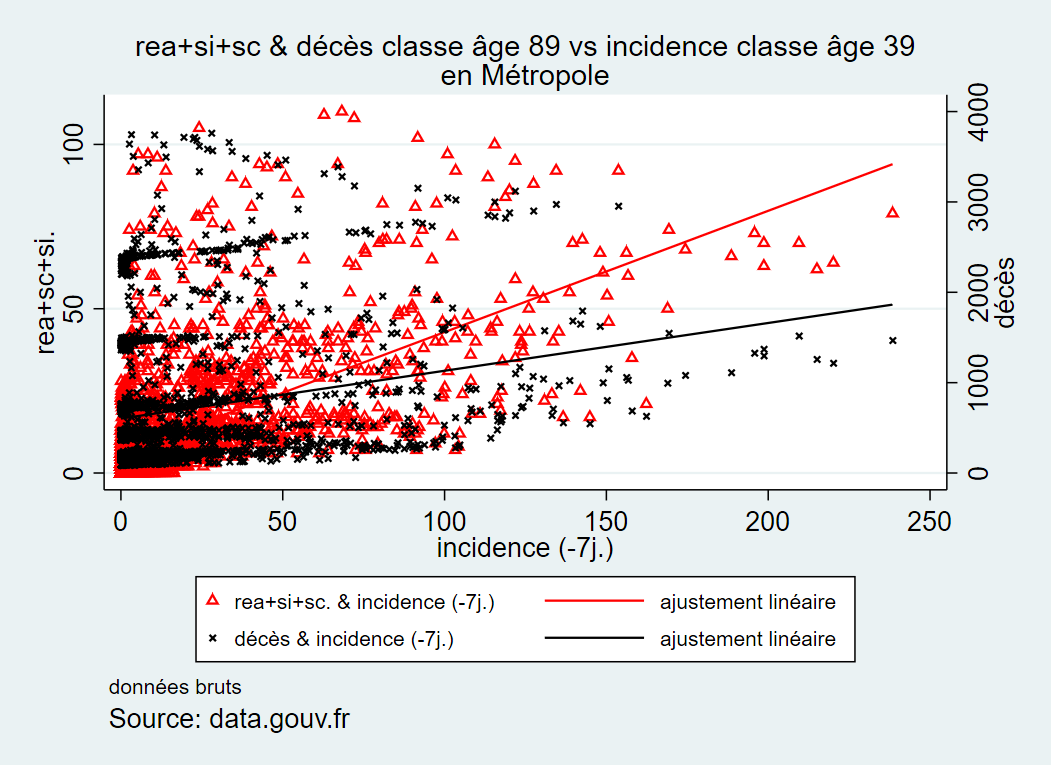 rea+si+sc & décès classe âge 89 vs incidence classe âge 39
en Métropole
rea+sc+si.
0
50
100
décès
0
1000
2000
3000
4000
0
50
100
150
200
250
incidence (-7j.)
rea+si+sc. & incidence (-7j.)
ajustement linéaire
décès & incidence (-7j.)
ajustement linéaire
données bruts
Source: data.gouv.fr